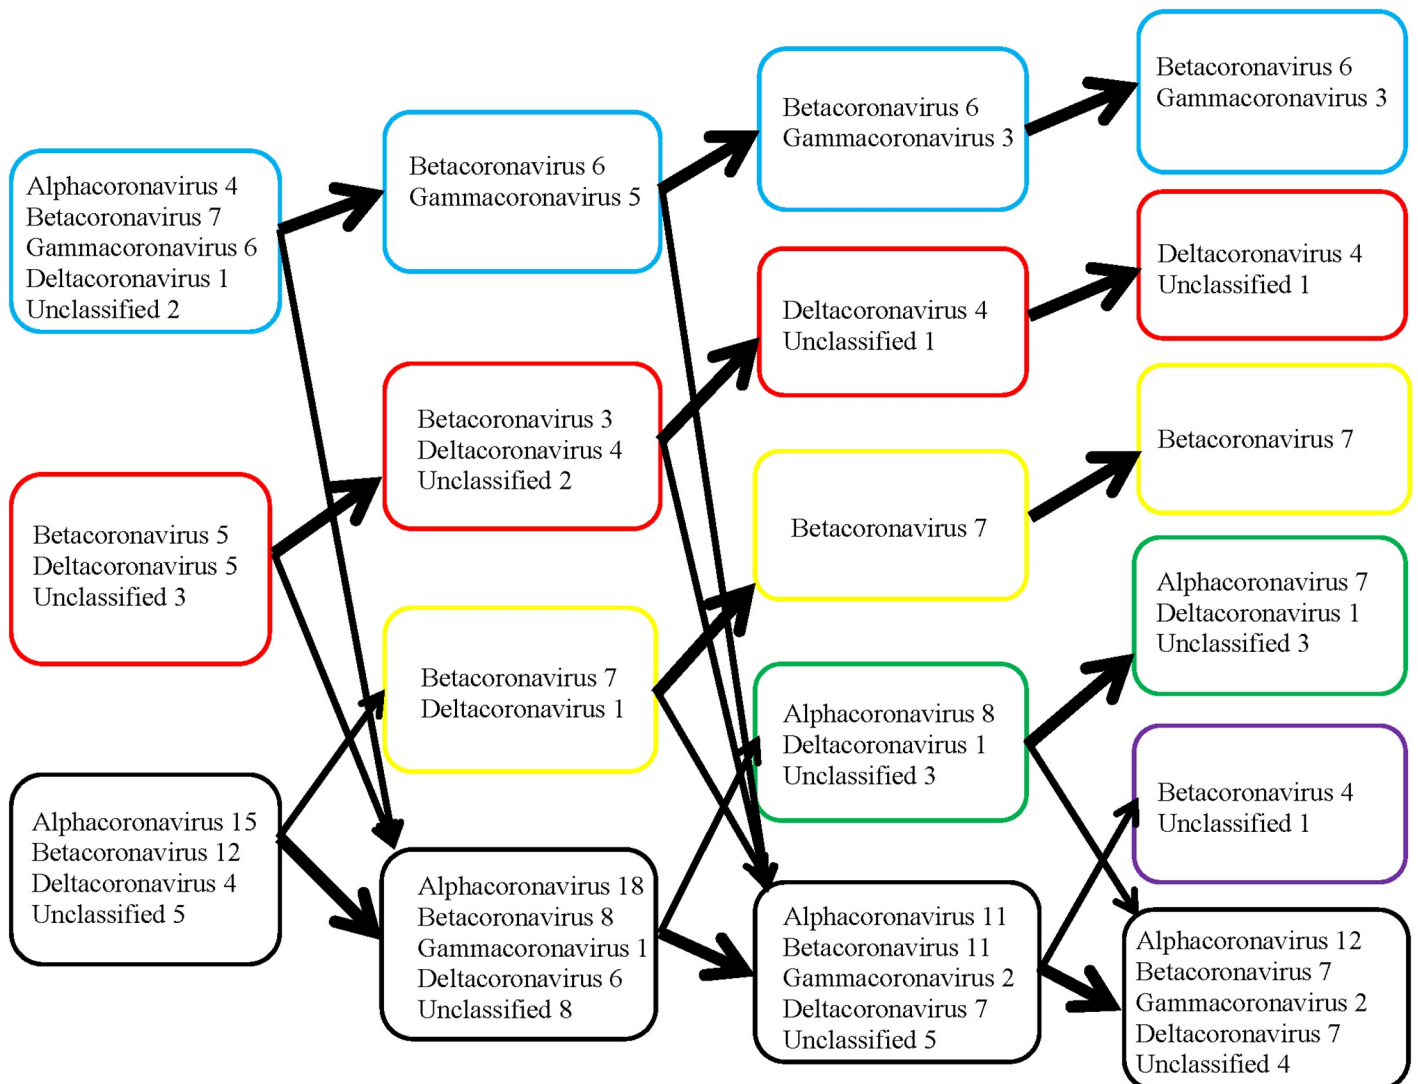 Alphacoronavirus 4
Betacoronavirus 7
Gammacoronavirus 6
Deltacoronavirus 1
Unclassified 2
Betacoronavirus 5
Deltacoronavirus 5
Unclassified 3
Alphacoronavirus 15
Betacoronavirus 12
Deltacoronavirus 4
Unclassified 5
Betacoronavirus 6
Gammacoronavirus 5
Betacoronavirus 3
Deltacoronavirus 4
Unclassified 2
Betacoronavirus 7
Deltacoronavirus 1
Alphacoronavirus 18
Betacoronavirus 8
Gammacoronavirus 1
Deltacoronavirus 6
Unclassified 8
Betacoronavirus 6
Gammacoronavirus 3
Deltacoronavirus 4
Unclassified 1
Betacoronavirus 7
Alphacoronavirus 8
Deltacoronavirus 1
Unclassified 3
Alphacoronavirus 11
Betacoronavirus 11
Gammacoronavirus 2
Deltacoronavirus 7
Unclassified 5
Betacoronavirus 6
Gammacoronavirus 3
Deltacoronavirus 4
Unclassified 1
Betacoronavirus 7
Alphacoronavirus 7
Deltacoronavirus 1
Unclassified 3
Betacoronavirus 4
Unclassified 1
Alphacoronavirus 12
Betacoronavirus 7
Gammacoronavirus 2
Deltacoronavirus 7
Unclassified 4